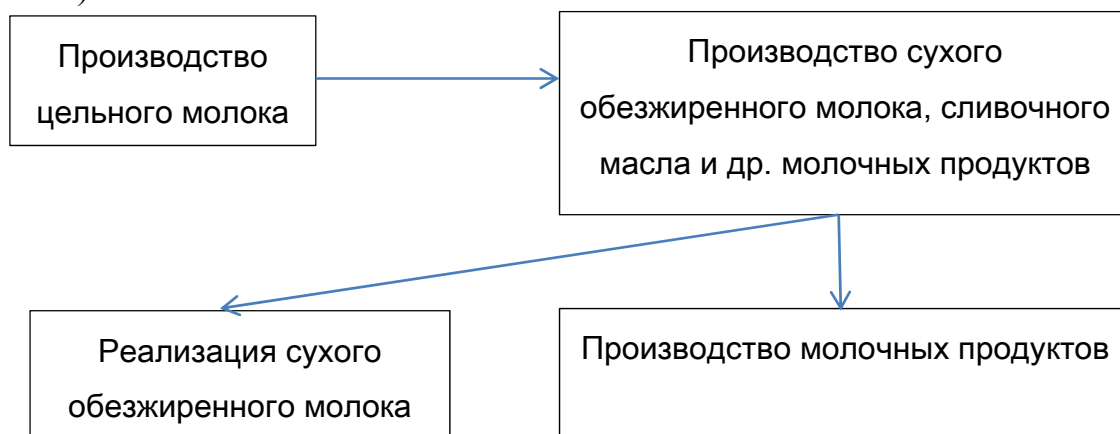 Производство
цельного молока
Производство сухого
обезжиренного молока, сливочного
масла и др. молочных продуктов
Реализация сухого
обезжиренного молока
Производство молочных продуктов